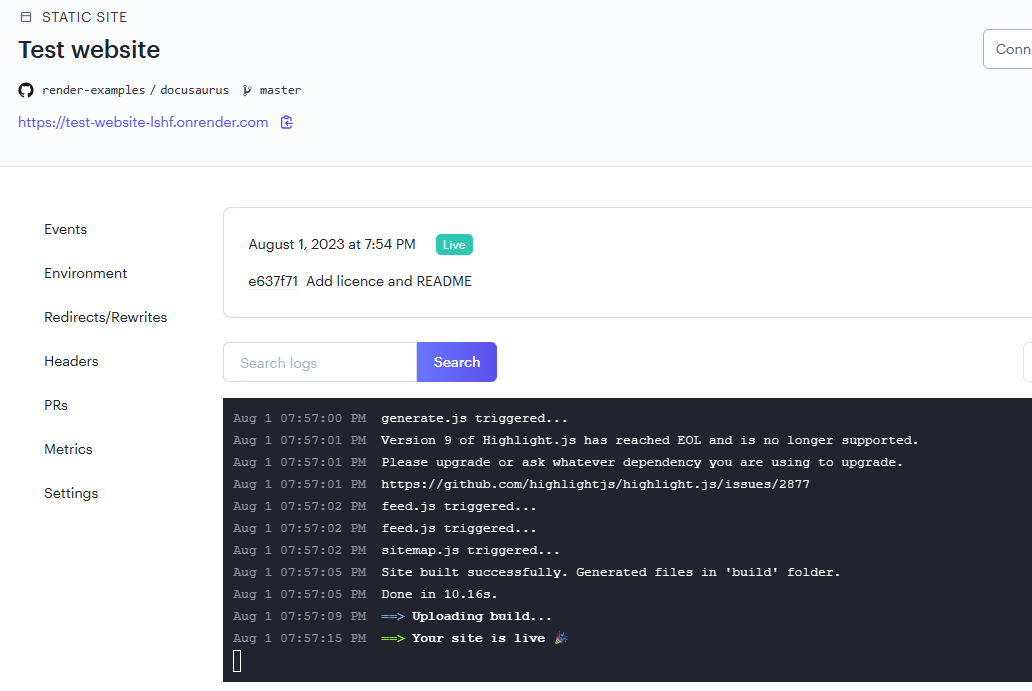 STATIC SITE
Test website
render-examples / docusaurus master
https://test-website-lshf.onrender.com
Events
Environment
Redirects/Rewrites
Headers
PRs
Metrics
Settings
August 1, 2023 at 7:54 PM Live
e637f71 Add licence and README
Search logs Search
Aug 1 07:57:00 PM generate.js triggered...
Aug 1 07:57:01 PM Version 9 of Highlight.js has reached EOL and is no longer supported.
Aug 1 07:57:01 PM Please upgrade or ask whatever dependency you are using to upgrade.
Aug 1 07:57:01 PM https://github.com/highlightjs/highlight.js/issues/2877
Aug 1 07:57:02 PM feed.js triggered...
Aug 1 07:57:02 PM feed.js triggered...
Aug 1 07:57:02 PM sitemap.js triggered...
Aug 1 07:57:05 PM Site built successfully. Generated files in 'build' folder.
Aug 1 07:57:05 PM Done in 10.16s.
Aug 1 07:57:09 PM ==> Uploading build...
Aug 1 07:57:15 PM ==> Your site is live 🎉